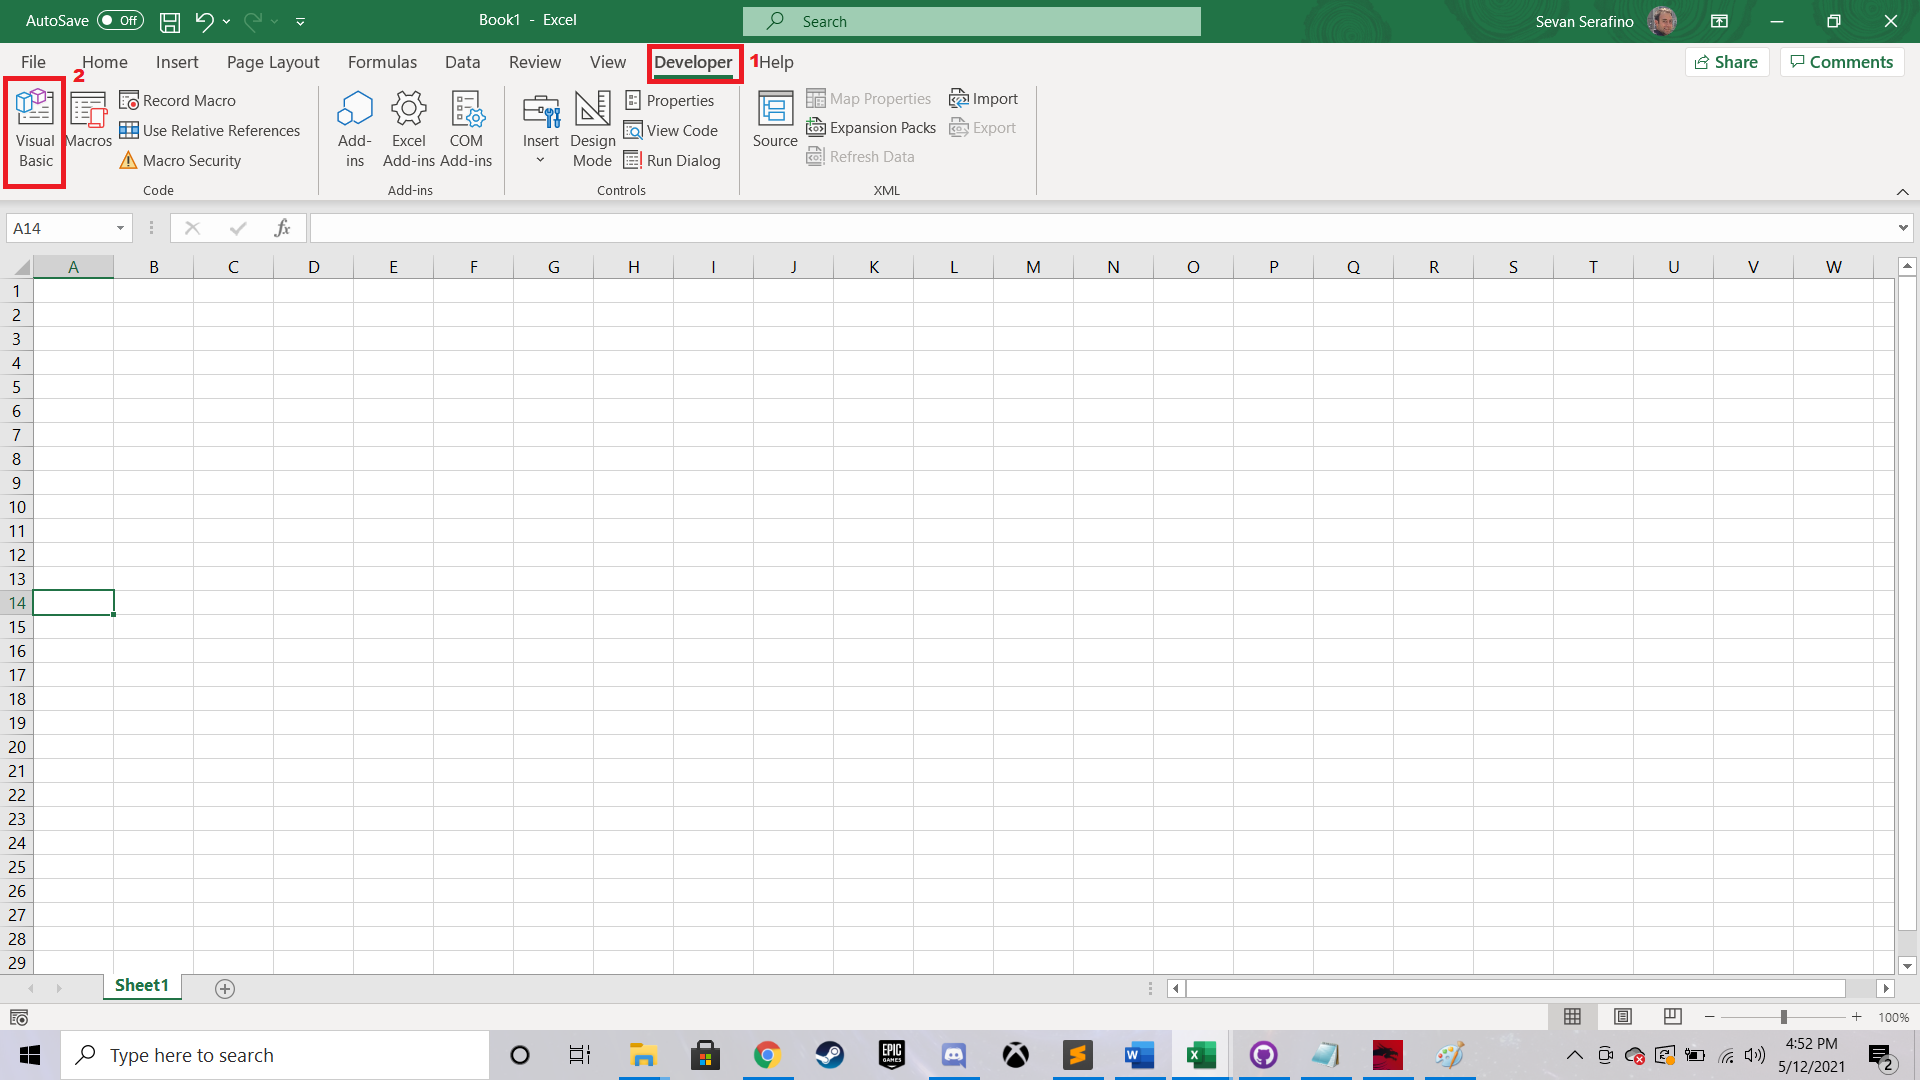 AutoSave Off Book1 - Excel Search Sevan Serafino
File Home Insert Page Layout Formulas Data Review View Developer 1 Help Share Comments
2
Visual Basic
Macros
Record Macro
Use Relative References
Macro Security
Code
Add-ins
Excel Add-ins
COM Add-ins
Add-ins
Insert
Design Mode
Properties
View Code
Run Dialog
Controls
Source
Map Properties
Expansion Packs
Refresh Data
Import
Export
XML
A14 fx
A B C D E F G H I J K L M N O P Q R S T U V W
1
2
3
4
5
6
7
8
9
10
11
12
13
14
15
16
17
18
19
20
21
22
23
24
25
26
27
28
29
Sheet1
100%
Type here to search
EPIC GAMES
4:52 PM
5/12/2021
2